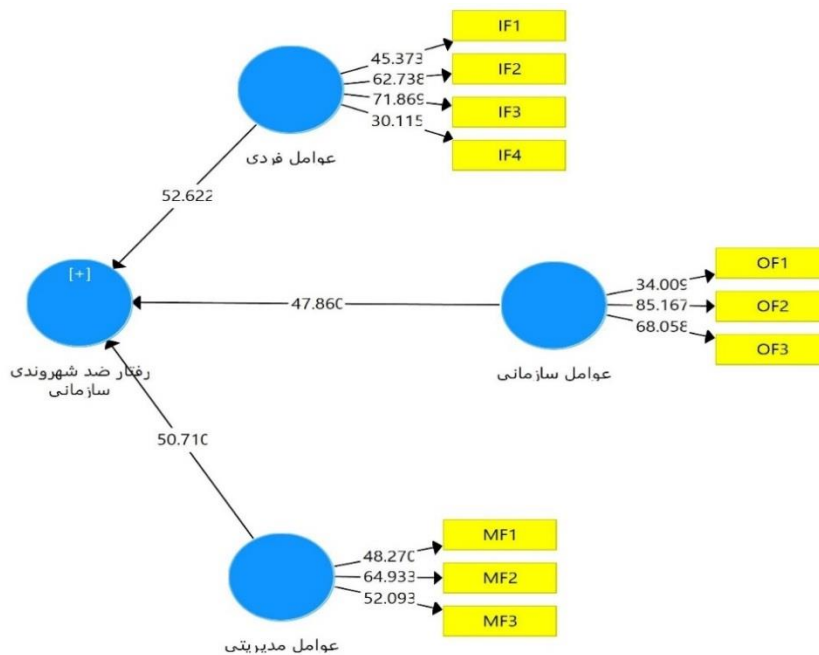 IF1
45.373
62.738
IF2
71.869
IF3
30.115
IF4
عوامل فردی
52.622
[+]
OF1
34.009
47.860
85.167
OF2
68.058
OF3
رفتار ضد شهروندی
سازمانی
عوامل سازمانی
50.710
MF1
48.270
64.933
MF2
52.093
MF3
عوامل مدیریتی